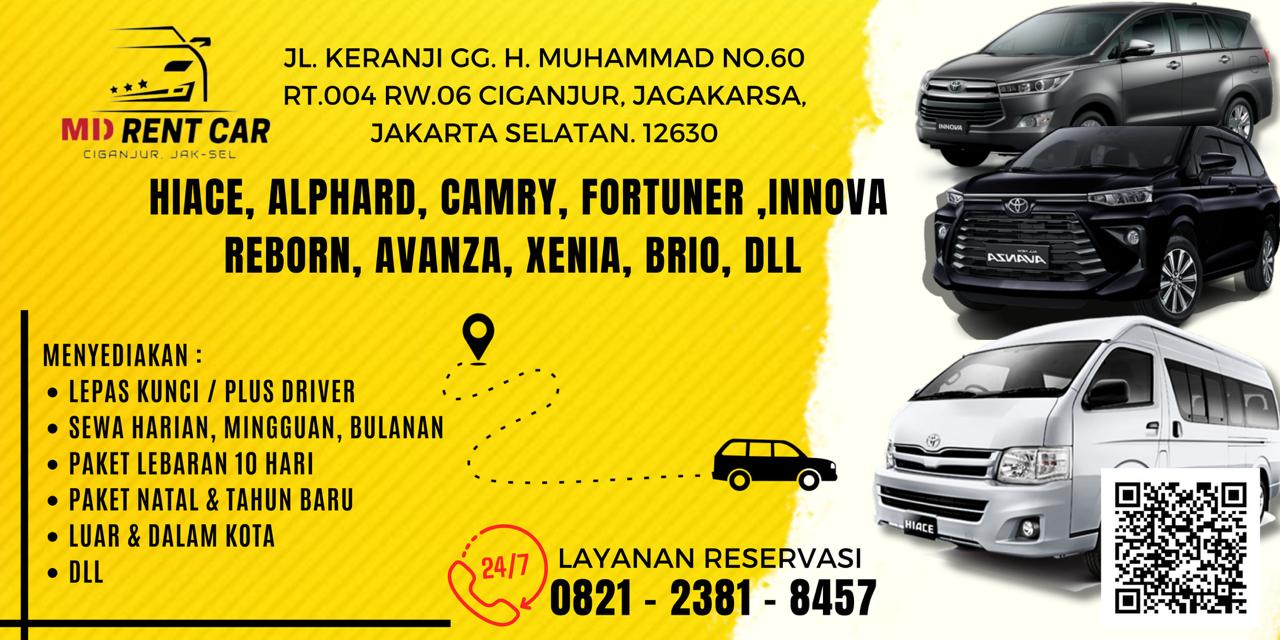 MD RENT CAR
CIGANJUR, JAK-SEL
JL. KERANJI GG. H. MUHAMMAD NO.60
RT.004 RW.06 CIGANJUR, JAGAKARSA,
JAKARTA SELATAN. 12630
HIACE, ALPHARD, CAMRY, FORTUNER ,INNOVA
REBORN, AVANZA, XENIA, BRIO, DLL
INNOVA
AVANZA
HIACE
MENYEDIAKAN :
• LEPAS KUNCI / PLUS DRIVER
• SEWA HARIAN, MINGGUAN, BULANAN
• PAKET LEBARAN 10 HARI
• PAKET NATAL & TAHUN BARU
• LUAR & DALAM KOTA
• DLL
24/7
LAYANAN RESERVASI
0821 - 2381 - 8457